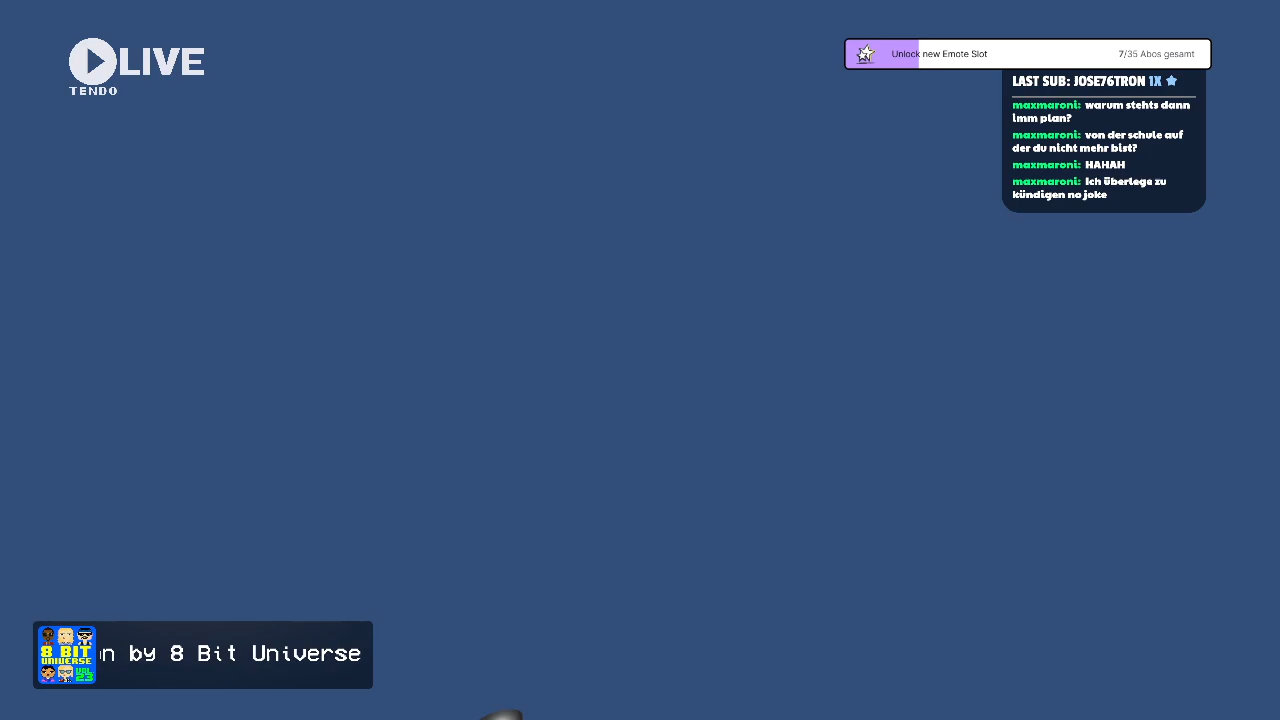 LIVE
TENDO
Unlock new Emote Slot
7/35 Abos gesamt
LAST SUB: JOSE76TRON 1X
maxmaroni: warum stehts dann
imm plan?
maxmaroni: von der schule auf
der du nicht mehr bist?
maxmaroni: HAHAH
maxmaroni: Ich überlege zu
kündigen no joke
8 BIT
UNIVERSE
23
n by 8 Bit Universe